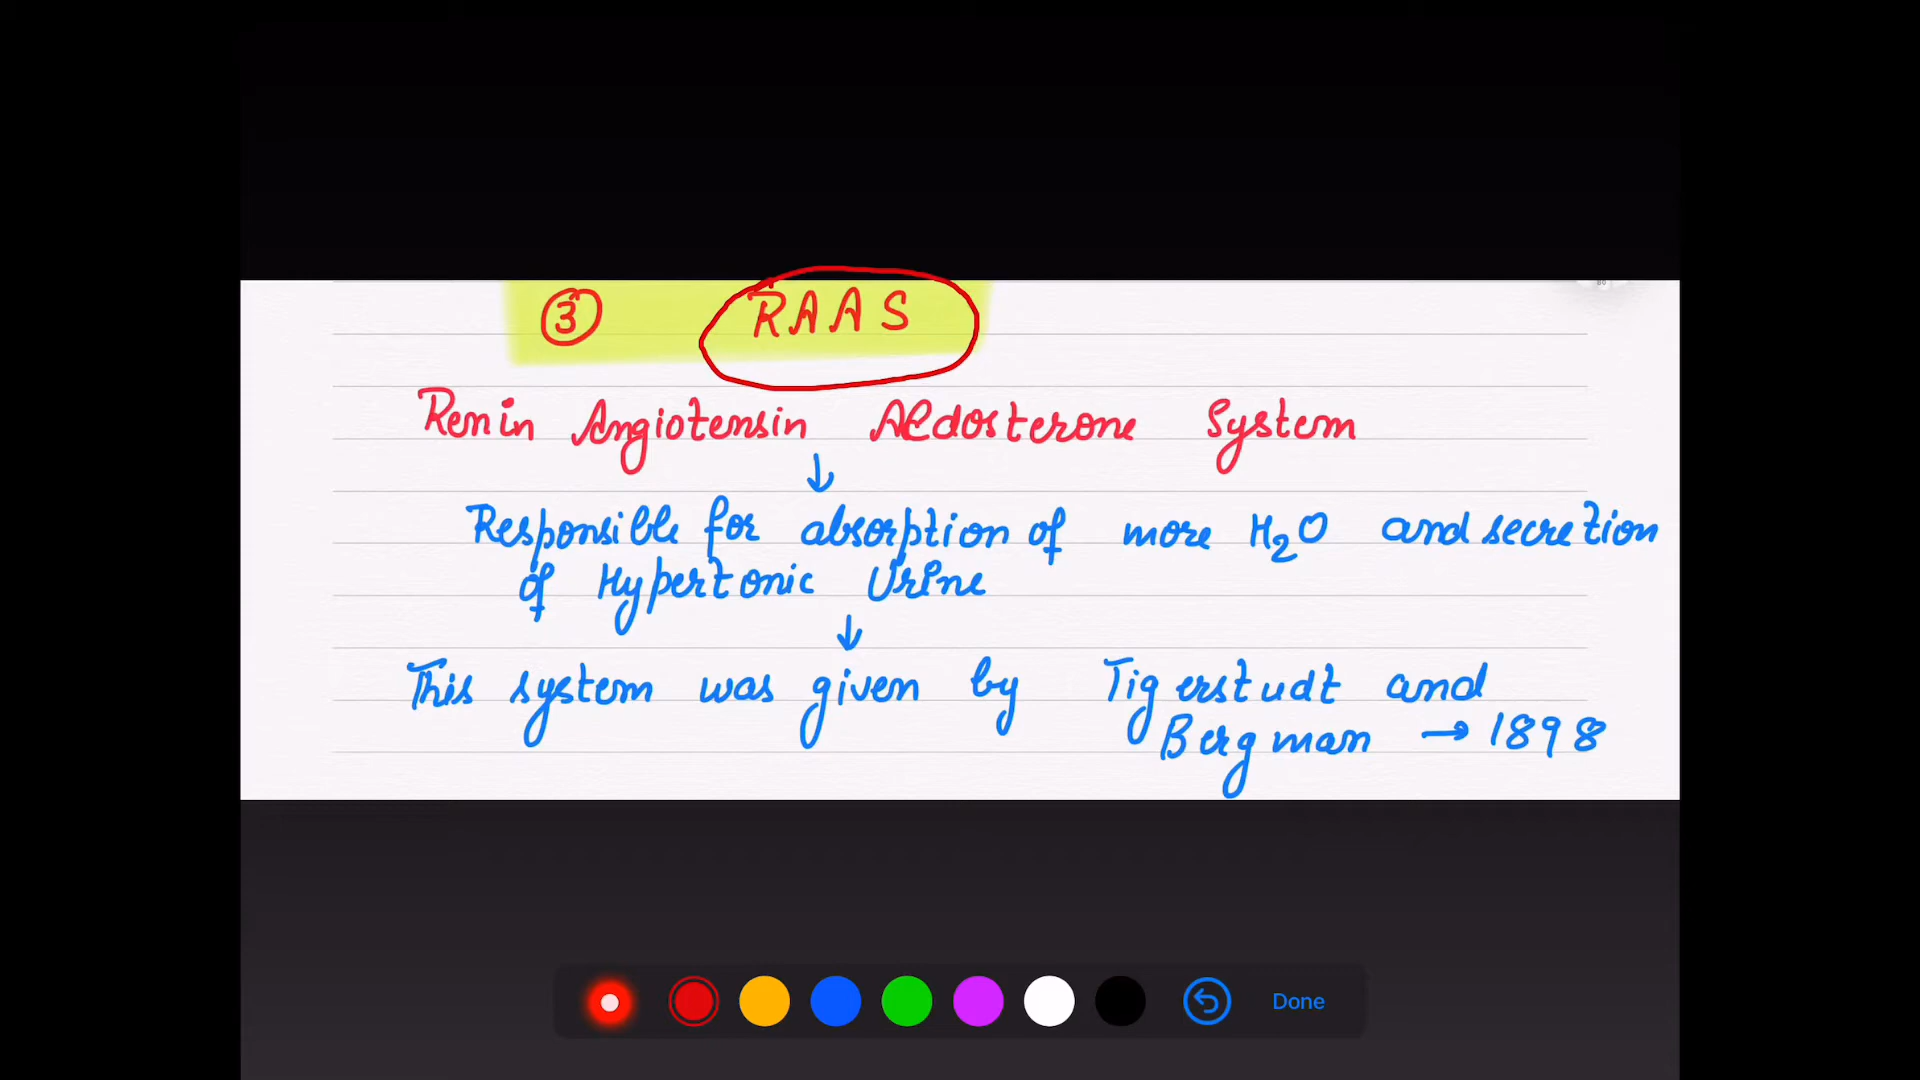 ③ RAAS
Renin Angiotensin Aldosterone System
↓
Responsible for absorption of more H₂O and secretion
of Hypertonic Urine
↓
This system was given by Tigerstudt and
Bergman → 1898
Done